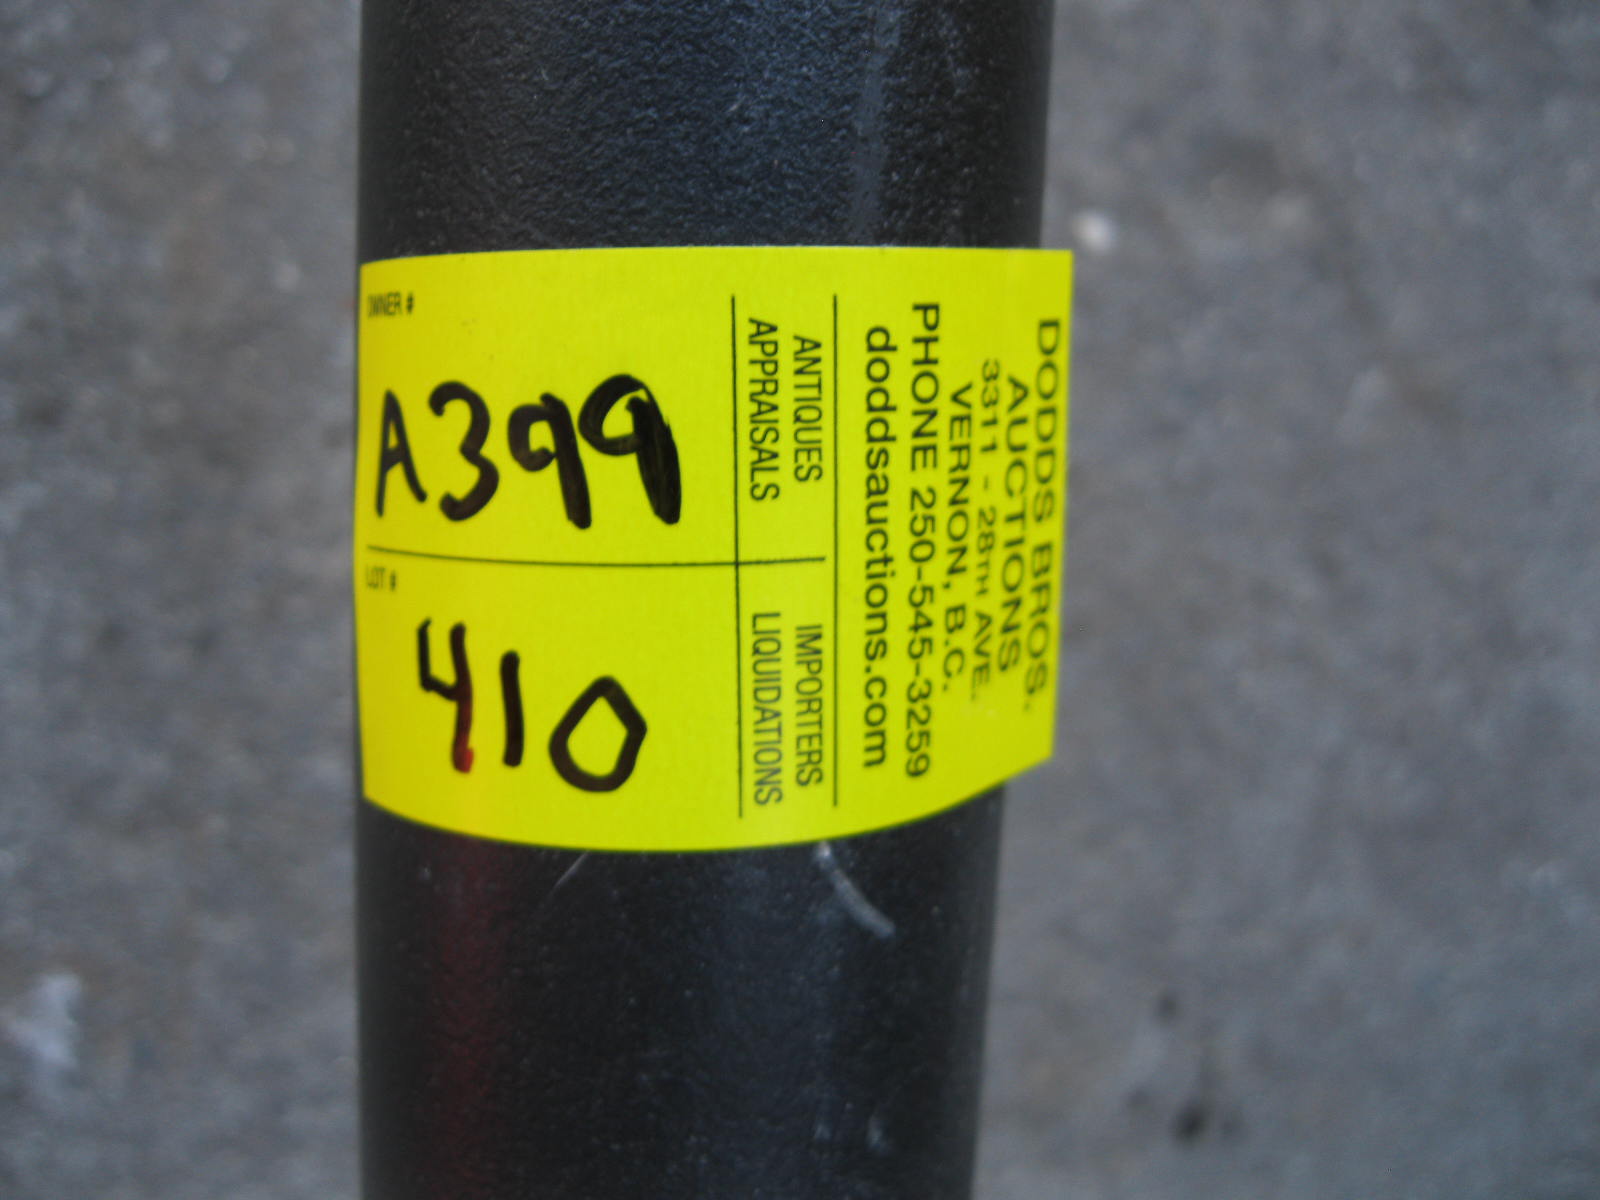 DODDS BROS.
AUCTIONS
3311 - 28TH AVE.
VERNON, B.C.
PHONE 250-545-3259
doddsauctions.com
ANTIQUES
APPRAISALS
IMPORTERS
LIQUIDATIONS
OWNER #
A399
LOT #
410